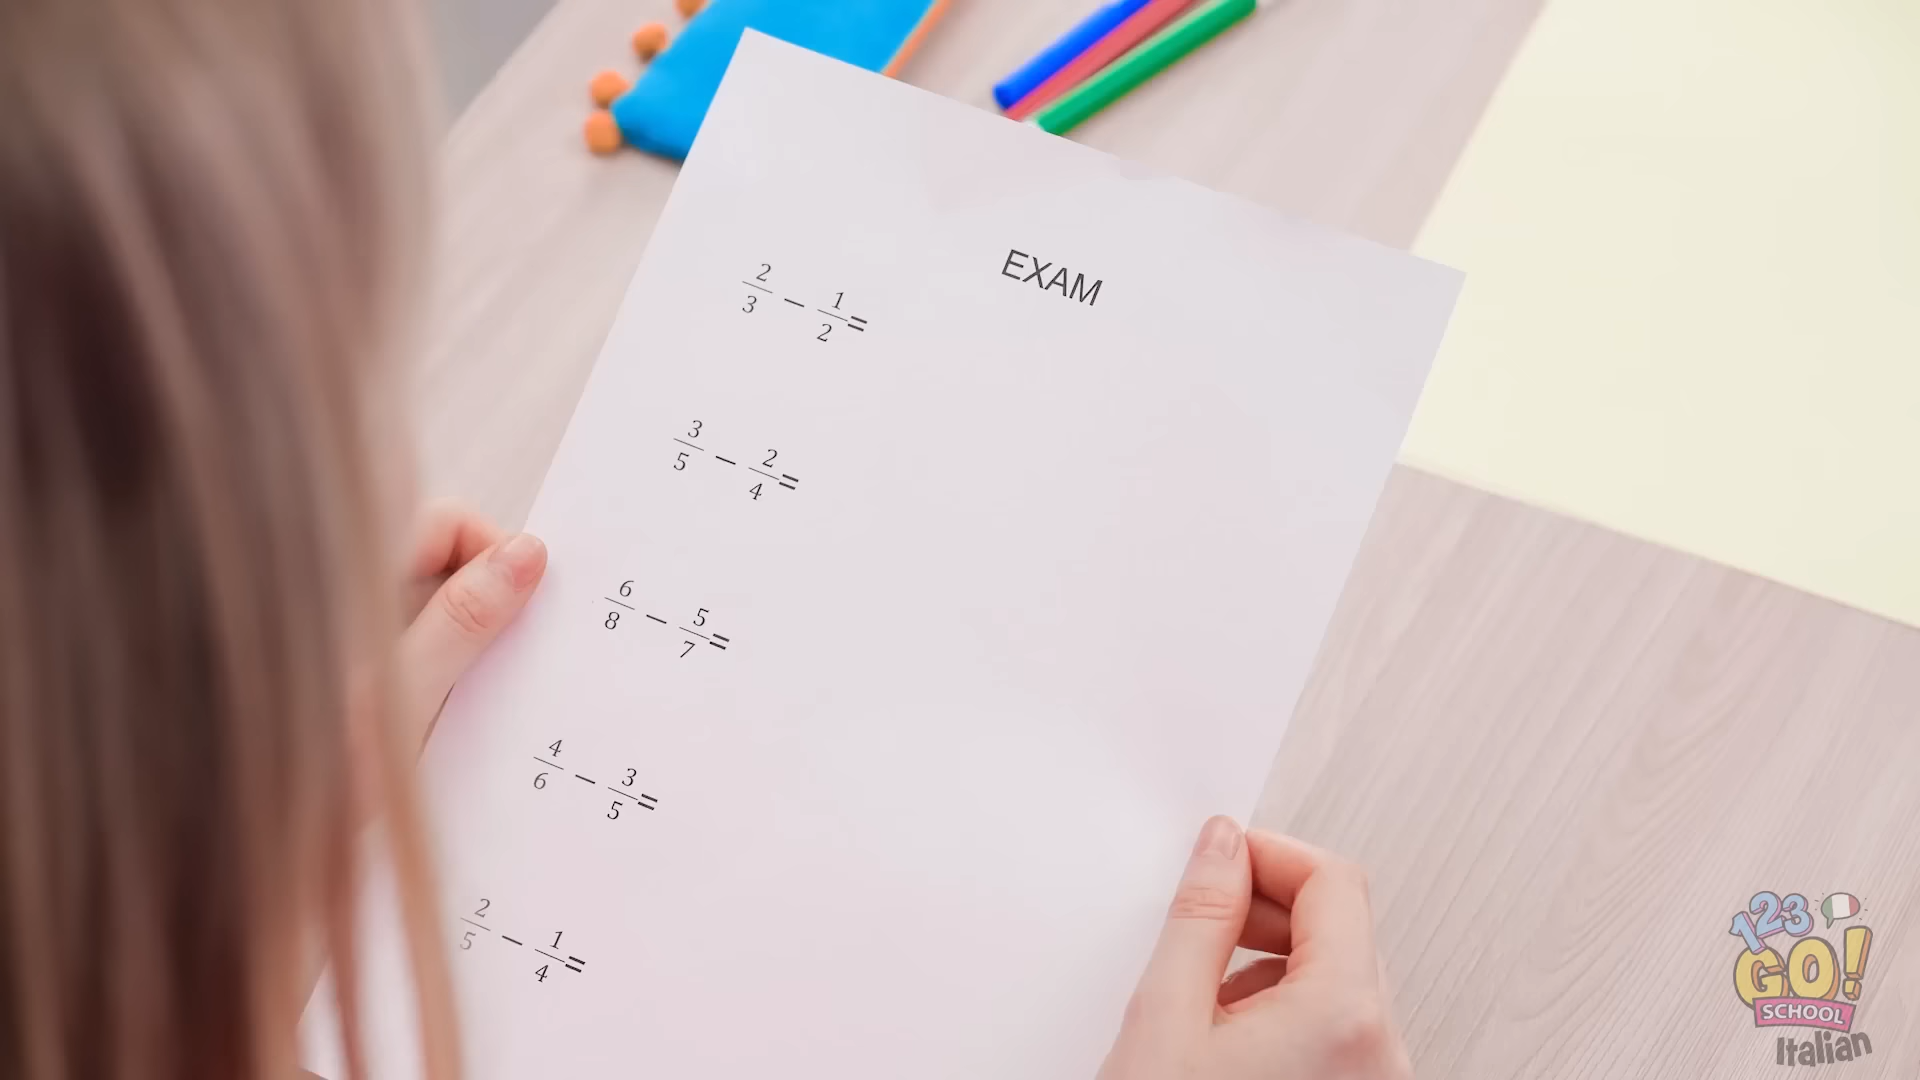 EXAM
2/3 − 1/2 =
3/5 − 2/4 =
6/8 − 5/7 =
4/6 − 3/5 =
2/5 − 1/4 =
123
GO!
SCHOOL
Italian